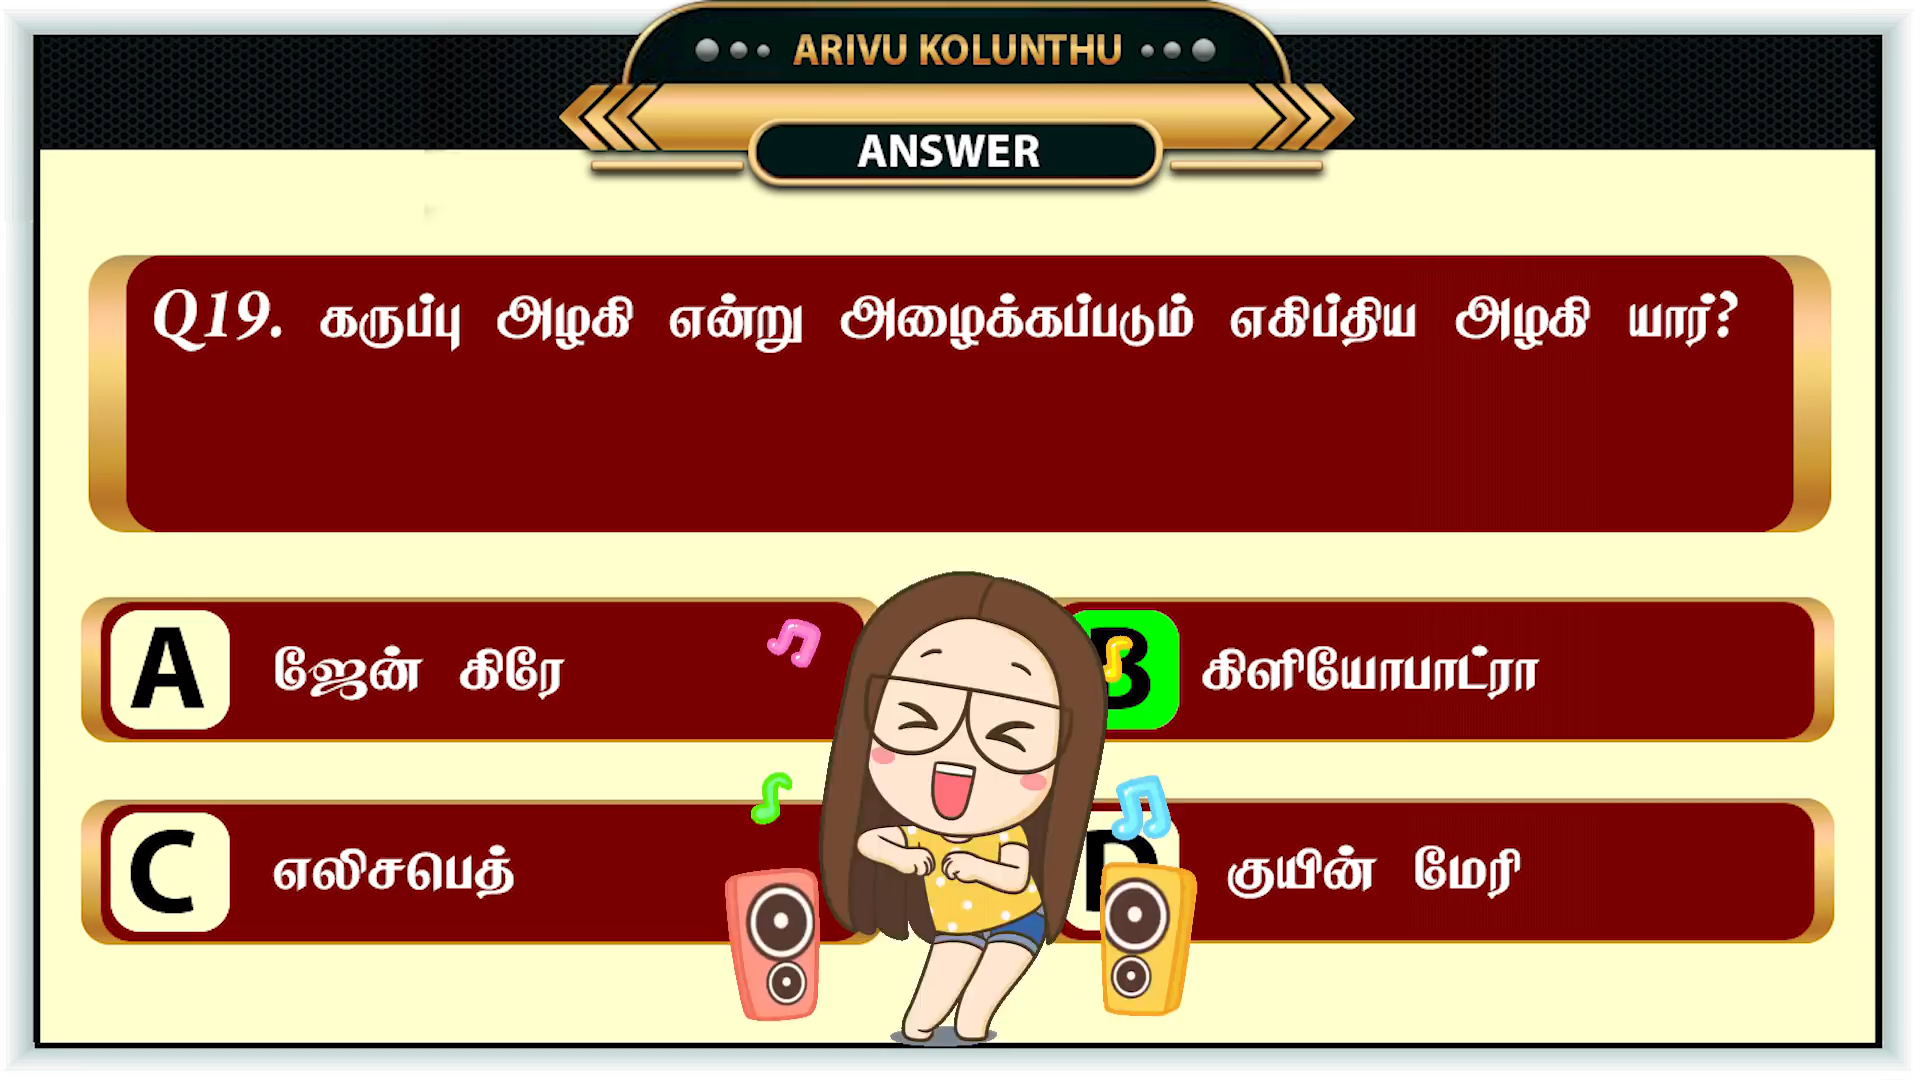 ARIVU KOLUNTHU
ANSWER
Q19. கருப்பு அழகி என்று அழைக்கப்படும் எகிப்திய அழகி யார்?
A ஜேன் கிரே
B கிளியோபாட்ரா
C எலிசபெத்
D குயின் மேரி